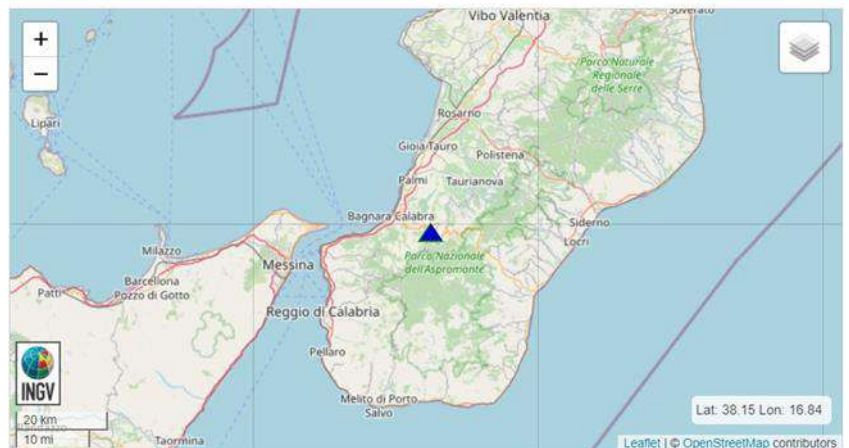 Vibo Valentia
Soverato
+
−
Parco Naturale
Regionale
delle Serre
Lipari
Rosarno
Gioia Tauro
Polistena
Palmi
Taurianova
Bagnara Calabra
Siderno
Locri
Milazzo
Messina
Parco Nazionale
dell'Aspromonte
Barcellona
Pozzo di Gotto
Patti
Reggio di Calabria
Pellaro
INGV
Melito di Porto
Salvo
Lat: 38.15 Lon: 16.84
20 km
10 mi
Taormina
Leaflet | © OpenStreetMap contributors